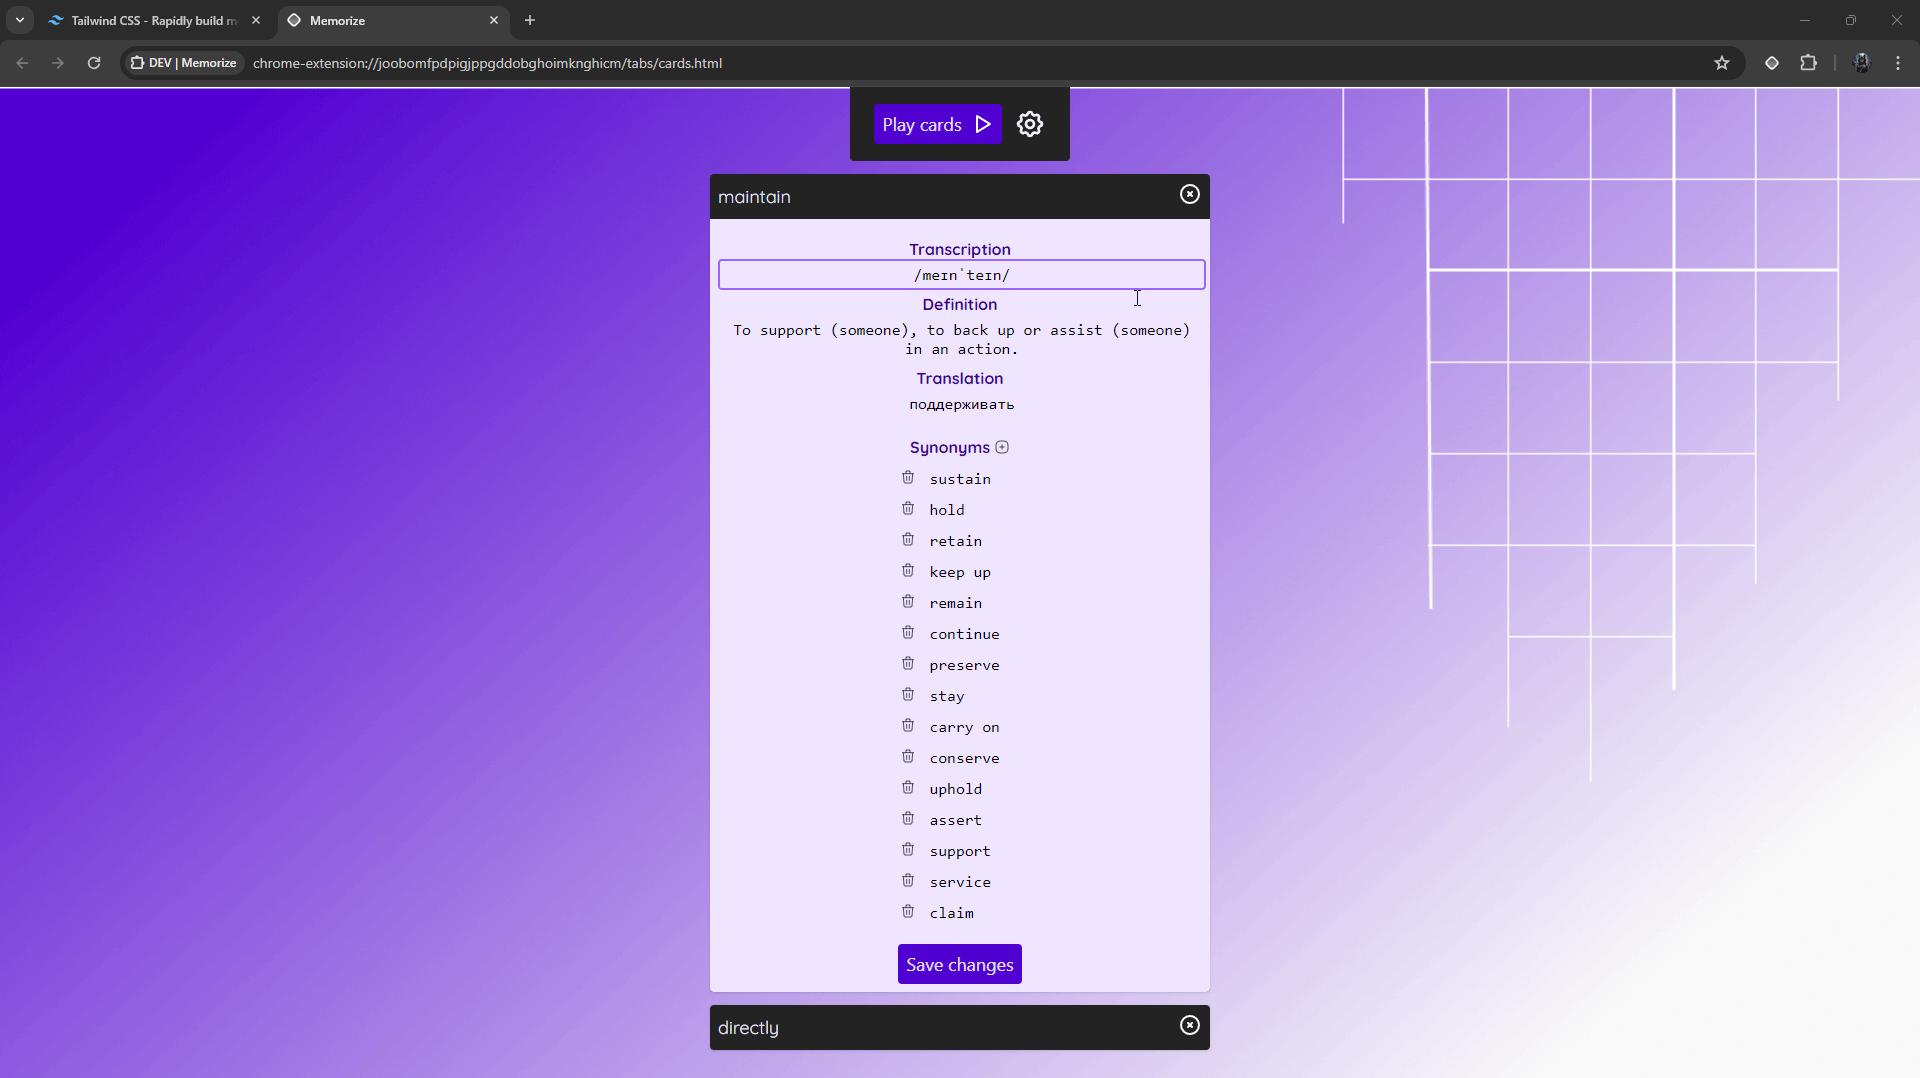 Tailwind CSS - Rapidly build m
Memorize
DEV | Memorize
chrome-extension://joobomfpdpigjppgddobghoimknghicm/tabs/cards.html
Play cards
maintain
Transcription
/meɪnˈteɪn/
Definition
To support (someone), to back up or assist (someone)
in an action.
Translation
поддерживать
Synonyms
sustain
hold
retain
keep up
remain
continue
preserve
stay
carry on
conserve
uphold
assert
support
service
claim
Save changes
directly